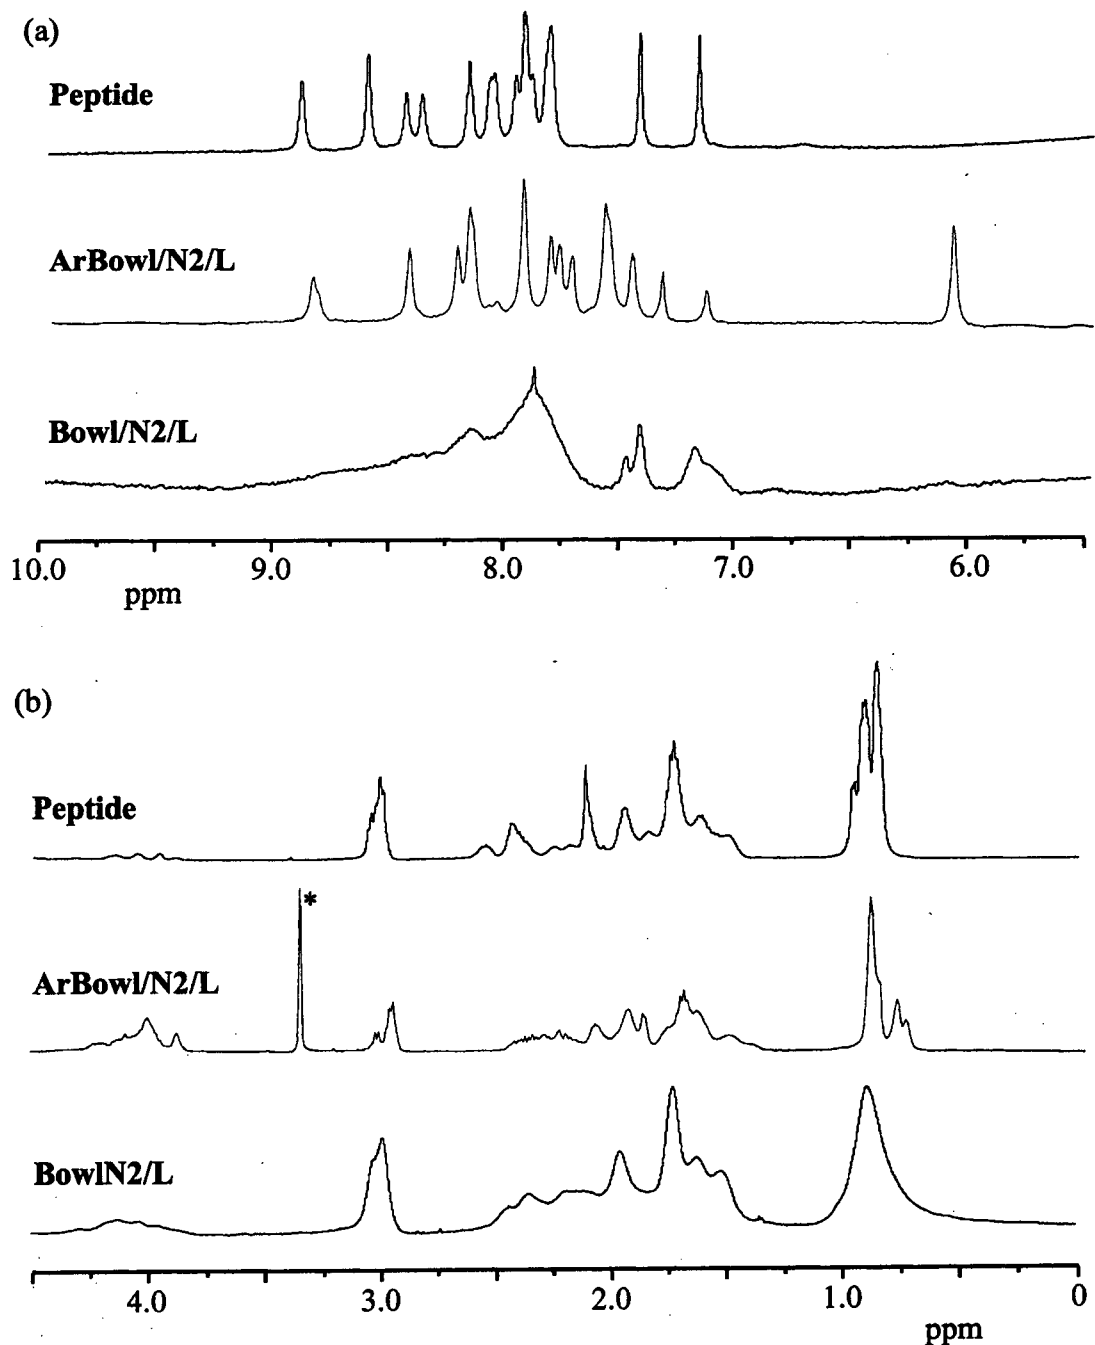 (a)
Peptide
ArBowl/N2/L
Bowl/N2/L
10.0 9.0 8.0 7.0 6.0
ppm
(b)
Peptide
*
ArBowl/N2/L
BowlN2/L
4.0 3.0 2.0 1.0 0
ppm